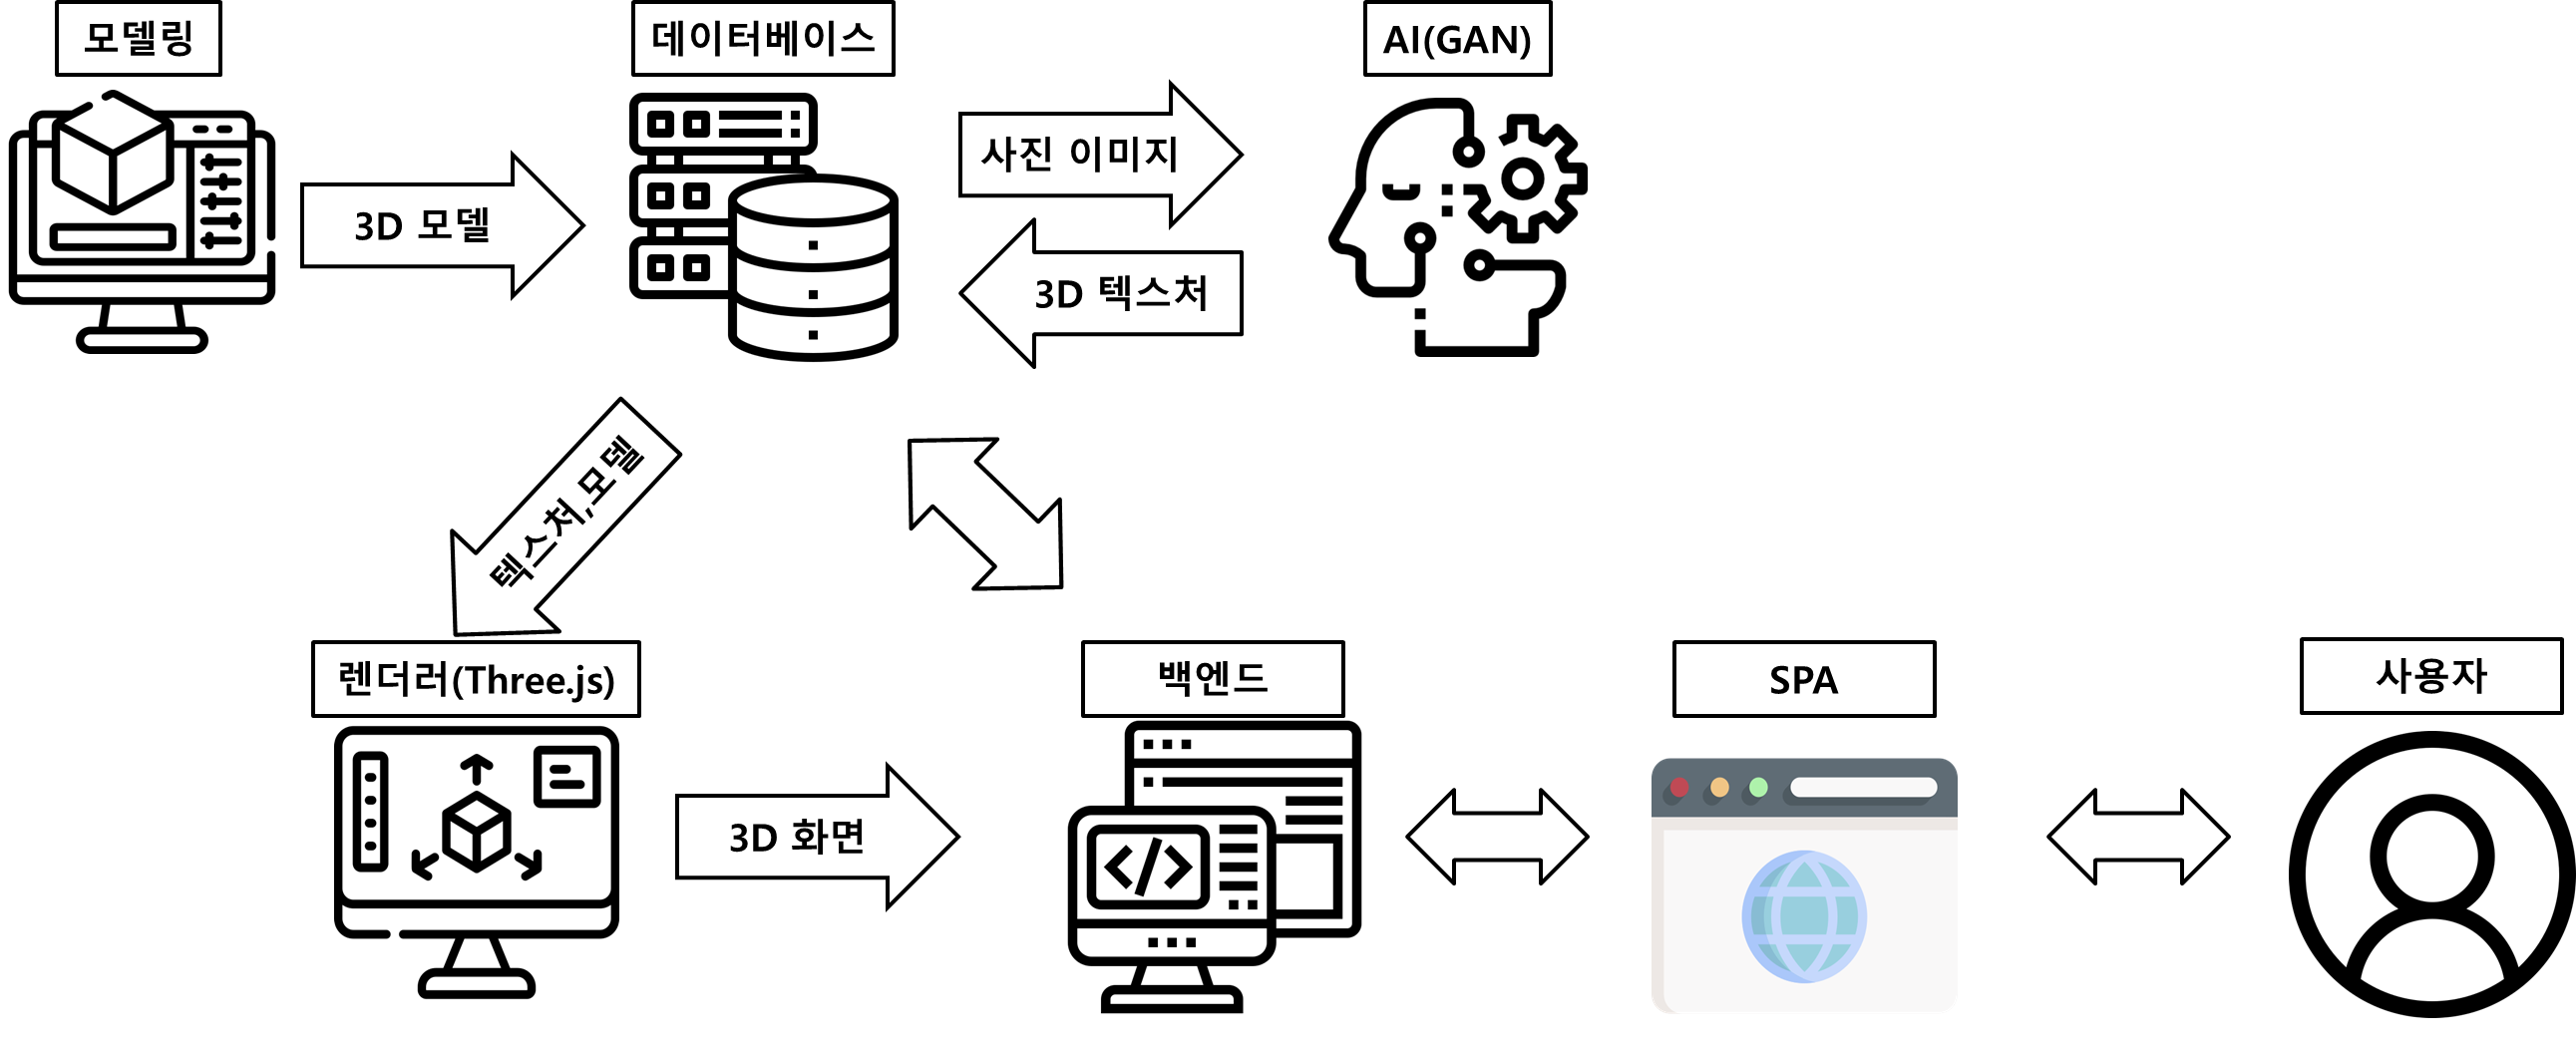 모델링
데이터베이스
AI(GAN)
3D 모델
사진 이미지
3D 텍스처
텍스처,모델
렌더러(Three.js)
백엔드
SPA
사용자
3D 화면